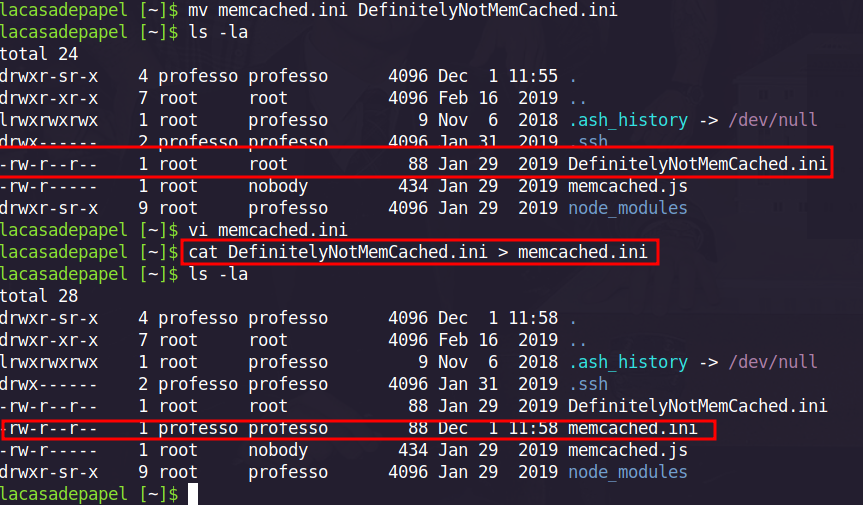 lacasadepapel [~]$ mv memcached.ini DefinitelyNotMemCached.ini
lacasadepapel [~]$ ls -la
total 24
drwxr-sr-x    4 professo professo      4096 Dec  1 11:55 .
drwxr-xr-x    7 root     root          4096 Feb 16  2019 ..
lrwxrwxrwx    1 root     professo         9 Nov  6  2018 .ash_history -> /dev/null
drwx------    2 professo professo      4096 Jan 31  2019 .ssh
-rw-r--r--    1 root     root            88 Jan 29  2019 DefinitelyNotMemCached.ini
-rw-r-----    1 root     nobody         434 Jan 29  2019 memcached.js
drwxr-sr-x    9 root     professo      4096 Jan 29  2019 node_modules
lacasadepapel [~]$ vi memcached.ini
lacasadepapel [~]$ cat DefinitelyNotMemCached.ini > memcached.ini
lacasadepapel [~]$ ls -la
total 28
drwxr-sr-x    4 professo professo      4096 Dec  1 11:58 .
drwxr-xr-x    7 root     root          4096 Feb 16  2019 ..
lrwxrwxrwx    1 root     professo         9 Nov  6  2018 .ash_history -> /dev/null
drwx------    2 professo professo      4096 Jan 31  2019 .ssh
-rw-r--r--    1 root     root            88 Jan 29  2019 DefinitelyNotMemCached.ini
-rw-r--r--    1 professo professo        88 Dec  1 11:58 memcached.ini
-rw-r-----    1 root     nobody         434 Jan 29  2019 memcached.js
drwxr-sr-x    9 root     professo      4096 Jan 29  2019 node_modules
lacasadepapel [~]$